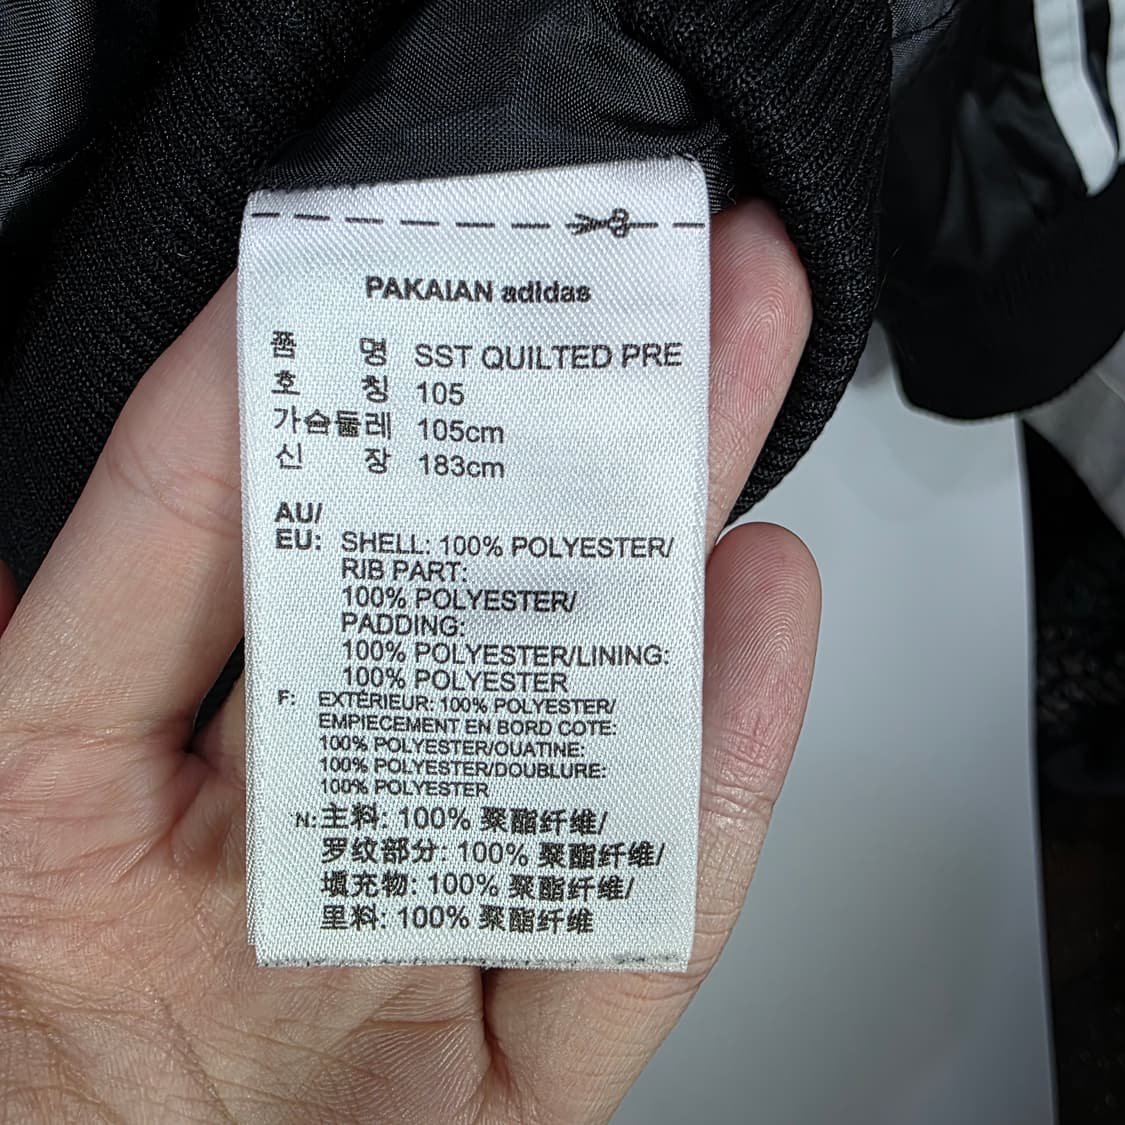 PAKAIAN adidas
품 명 SST QUILTED PRE
호 칭 105
가슴둘레 105cm
신 장 183cm
AU/
EU: SHELL: 100% POLYESTER/
RIB PART:
100% POLYESTER/
PADDING:
100% POLYESTER/LINING:
100% POLYESTER
F: EXTÉRIEUR: 100% POLYESTER/
EMPIECEMENT EN BORD COTE:
100% POLYESTER/OUATINE:
100% POLYESTER/DOUBLURE:
100% POLYESTER
N: 主料: 100% 聚酯纤维/
罗纹部分: 100% 聚酯纤维/
填充物: 100% 聚酯纤维/
里料: 100% 聚酯纤维